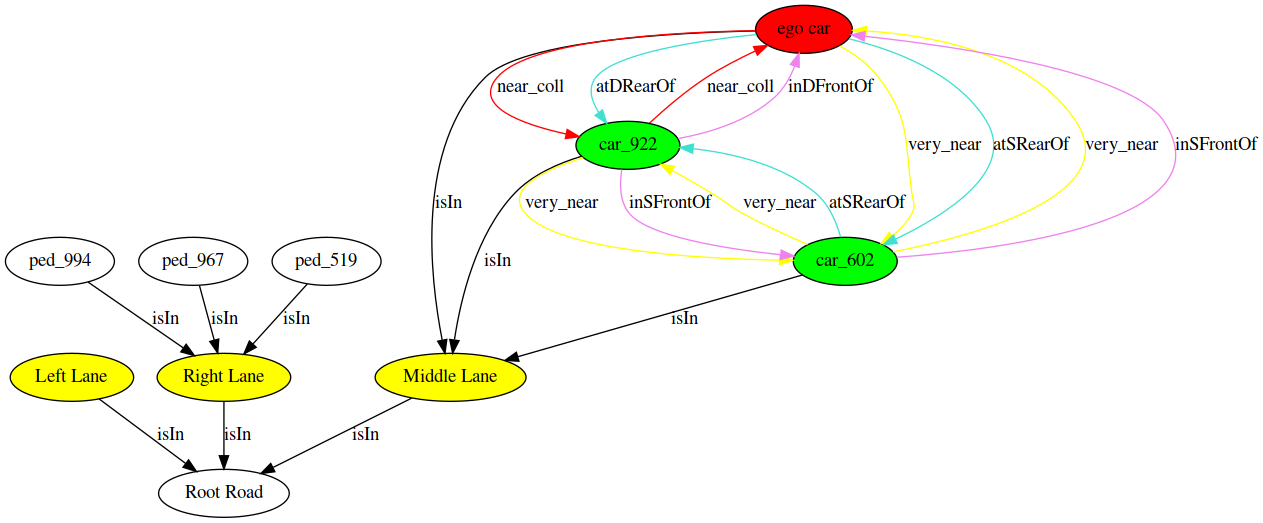 ego car
near_coll
atDRearOf
near_coll
inDFrontOf
car_922
very_near
atSRearOf
very_near
inSFrontOf
isIn
very_near
inSFrontOf
very_near
atSRearOf
isIn
ped_994
ped_967
ped_519
car_602
isIn
isIn
isIn
isIn
Left Lane
Right Lane
Middle Lane
isIn
isIn
isIn
Root Road